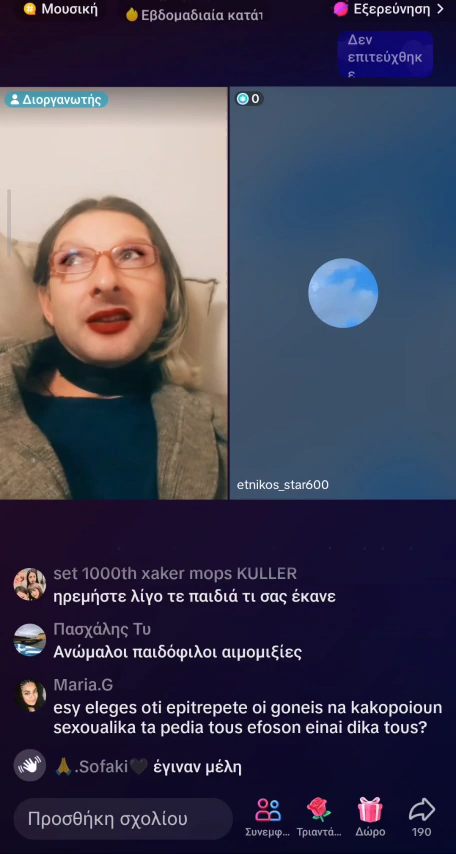 Μουσική
Εβδομαδιαία κατάτ
Εξερεύνηση
Δεν
επιτεύχθηκ
ε
Διοργανωτής
0
etnikos_star600
set 1000th xaker mops KULLER
ηρεμήστε λίγο τε παιδιά τι σας έκανε
Πασχάλης Τυ
Ανώμαλοι παιδόφιλοι αιμομιξίες
Maria.G
esy eleges oti epitrepete oi goneis na kakopoioun
sexoualika ta pedia tous efoson einai dika tous?
🙏.Sofaki🖤 έγιναν μέλη
Προσθήκη σχολίου
Συνεμφ...
Τριαντά...
Δώρο
190